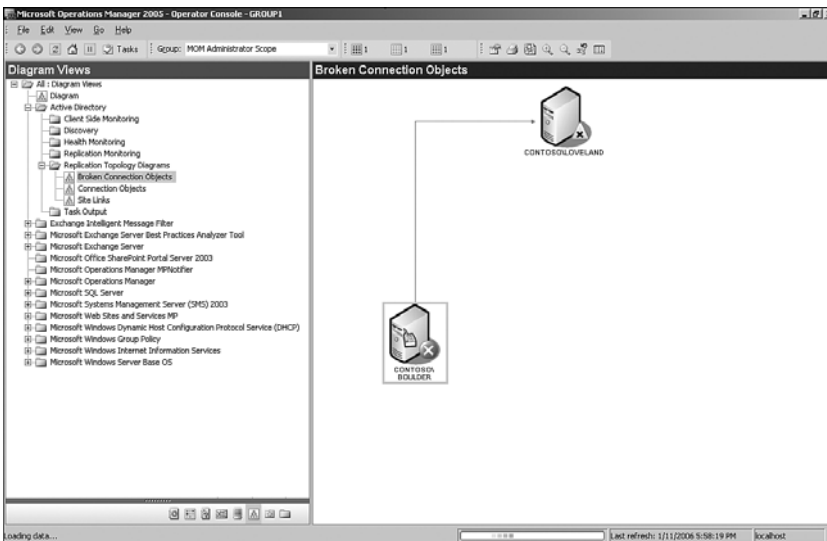 Microsoft Operations Manager 2005 - Operator Console - GROUP1
File Edit View Go Help
Tasks Group: MOM Administrator Scope 1 1 1
Diagram Views
Broken Connection Objects
All : Diagram Views
Diagram
Active Directory
Client Side Monitoring
Discovery
Health Monitoring
Replication Monitoring
Replication Topology Diagrams
Broken Connection Objects
Connection Objects
Site Links
Task Output
Exchange Intelligent Message Filter
Microsoft Exchange Server Best Practices Analyzer Tool
Microsoft Exchange Server
Microsoft Office SharePoint Portal Server 2003
Microsoft Operations Manager MPNotifier
Microsoft Operations Manager
Microsoft SQL Server
Microsoft Systems Management Server (SMS) 2003
Microsoft Web Sites and Services MP
Microsoft Windows Dynamic Host Configuration Protocol Service (DHCP)
Microsoft Windows Group Policy
Microsoft Windows Internet Information Services
Microsoft Windows Server Base OS
CONTOSO\LOVELAND
CONTOSO\
BOULDER
Loading data...
Last refresh: 1/11/2006 5:58:19 PM
localhost